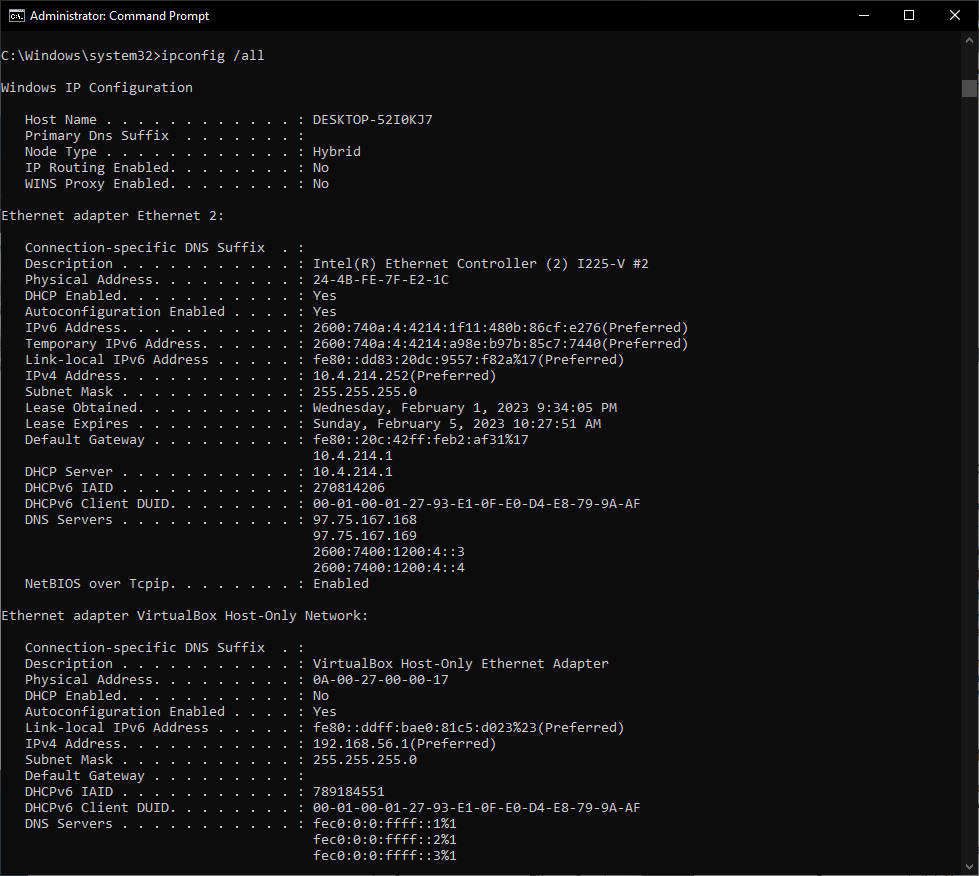 Administrator: Command Prompt
C:\Windows\system32>ipconfig /all
Windows IP Configuration
Host Name . . . . . . . . . . . . : DESKTOP-52I0KJ7
Primary Dns Suffix  . . . . . . . :
Node Type . . . . . . . . . . . . : Hybrid
IP Routing Enabled. . . . . . . . : No
WINS Proxy Enabled. . . . . . . . : No
Ethernet adapter Ethernet 2:
Connection-specific DNS Suffix  . :
Description . . . . . . . . . . . : Intel(R) Ethernet Controller (2) I225-V #2
Physical Address. . . . . . . . . : 24-4B-FE-7F-E2-1C
DHCP Enabled. . . . . . . . . . . : Yes
Autoconfiguration Enabled . . . . : Yes
IPv6 Address. . . . . . . . . . . : 2600:740a:4:4214:1f11:480b:86cf:e276(Preferred)
Temporary IPv6 Address. . . . . . : 2600:740a:4:4214:a98e:b97b:85c7:7440(Preferred)
Link-local IPv6 Address . . . . . : fe80::dd83:20dc:9557:f82a%17(Preferred)
IPv4 Address. . . . . . . . . . . : 10.4.214.252(Preferred)
Subnet Mask . . . . . . . . . . . : 255.255.255.0
Lease Obtained. . . . . . . . . . : Wednesday, February 1, 2023 9:34:05 PM
Lease Expires . . . . . . . . . . : Sunday, February 5, 2023 10:27:51 AM
Default Gateway . . . . . . . . . : fe80::20c:42ff:feb2:af31%17
10.4.214.1
DHCP Server . . . . . . . . . . . : 10.4.214.1
DHCPv6 IAID . . . . . . . . . . . : 270814206
DHCPv6 Client DUID. . . . . . . . : 00-01-00-01-27-93-E1-0F-E0-D4-E8-79-9A-AF
DNS Servers . . . . . . . . . . . : 97.75.167.168
97.75.167.169
2600:7400:1200:4::3
2600:7400:1200:4::4
NetBIOS over Tcpip. . . . . . . . : Enabled
Ethernet adapter VirtualBox Host-Only Network:
Connection-specific DNS Suffix  . :
Description . . . . . . . . . . . : VirtualBox Host-Only Ethernet Adapter
Physical Address. . . . . . . . . : 0A-00-27-00-00-17
DHCP Enabled. . . . . . . . . . . : No
Autoconfiguration Enabled . . . . : Yes
Link-local IPv6 Address . . . . . : fe80::ddff:bae0:81c5:d023%23(Preferred)
IPv4 Address. . . . . . . . . . . : 192.168.56.1(Preferred)
Subnet Mask . . . . . . . . . . . : 255.255.255.0
Default Gateway . . . . . . . . . :
DHCPv6 IAID . . . . . . . . . . . : 789184551
DHCPv6 Client DUID. . . . . . . . : 00-01-00-01-27-93-E1-0F-E0-D4-E8-79-9A-AF
DNS Servers . . . . . . . . . . . : fec0:0:0:ffff::1%1
fec0:0:0:ffff::2%1
fec0:0:0:ffff::3%1